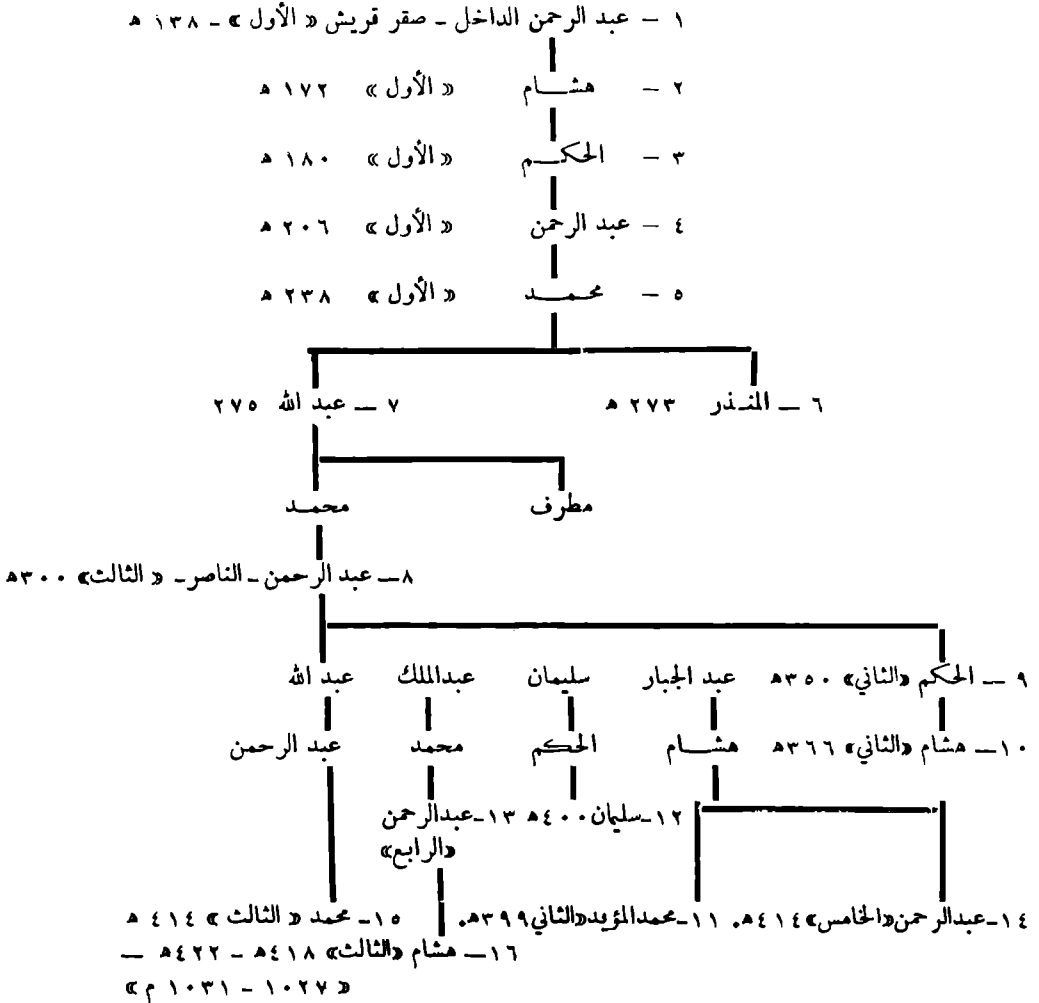 ١ - عبد الرحمن الداخل - صقر قريش « الأول » - ١٣٨ هـ
٢ - هشام « الأول » ١٧٢ هـ
٣ - الحكم « الأول » ١٨٠ هـ
٤ - عبد الرحمن « الأول » ٢٠٦ هـ
٥ - محمد « الأول » ٢٣٨ هـ
٦ - المنذر ٢٧٣ هـ ٧ - عبد الله ٢٧٥
مطرف محمد
٨ - عبد الرحمن - الناصر - « الثالث » ٣٠٠ هـ
٩ - الحكم «الثاني» ٣٥٠ هـ عبد الجبار سليمان عبدالملك عبد الله
١٠ - هشام «الثاني» ٣٦٦ هـ هشام الحكم محمد عبد الرحمن
١٢ - سليمان ٤٠٠ هـ ١٣ - عبدالرحمن
«الرابع»
١٤ - عبدالرحمن «الخامس» ٤١٤ هـ. ١١ - محمدالمؤيد «الثاني ٣٩٩ هـ. ١٥ - محمد « الثالث » ٤١٤ هـ
١٦ - هشام «الثالث» ٤١٨ هـ - ٤٢٢ هـ -
« ١٠٢٧ - ١٠٣١ م »